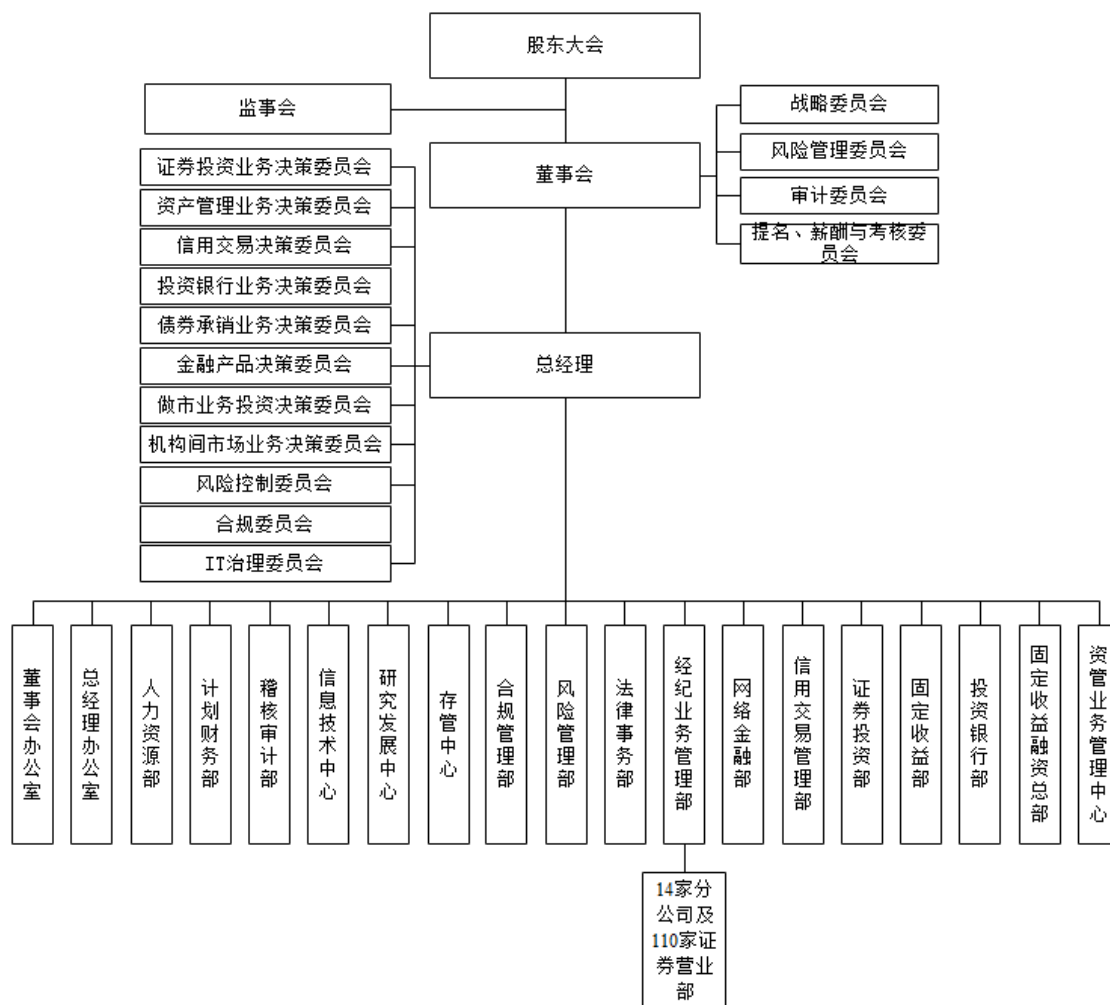 股东大会
监事会
战略委员会
董事会
风险管理委员会
审计委员会
提名、薪酬与考核委
员会
证券投资业务决策委员会
资产管理业务决策委员会
信用交易决策委员会
投资银行业务决策委员会
债券承销业务决策委员会
金融产品决策委员会
做市业务投资决策委员会
机构间市场业务决策委员会
风险控制委员会
合规委员会
IT治理委员会
总经理
董事会办公室
总经理办公室
人力资源部
计划财务部
稽核审计部
信息技术中心
研究发展中心
存管中心
合规管理部
风险管理部
法律事务部
经纪业务管理部
网络金融部
信用交易管理部
证券投资部
固定收益部
投资银行部
固定收益融资总部
资管业务管理中心
14家分
公司及
110家证
券营业
部